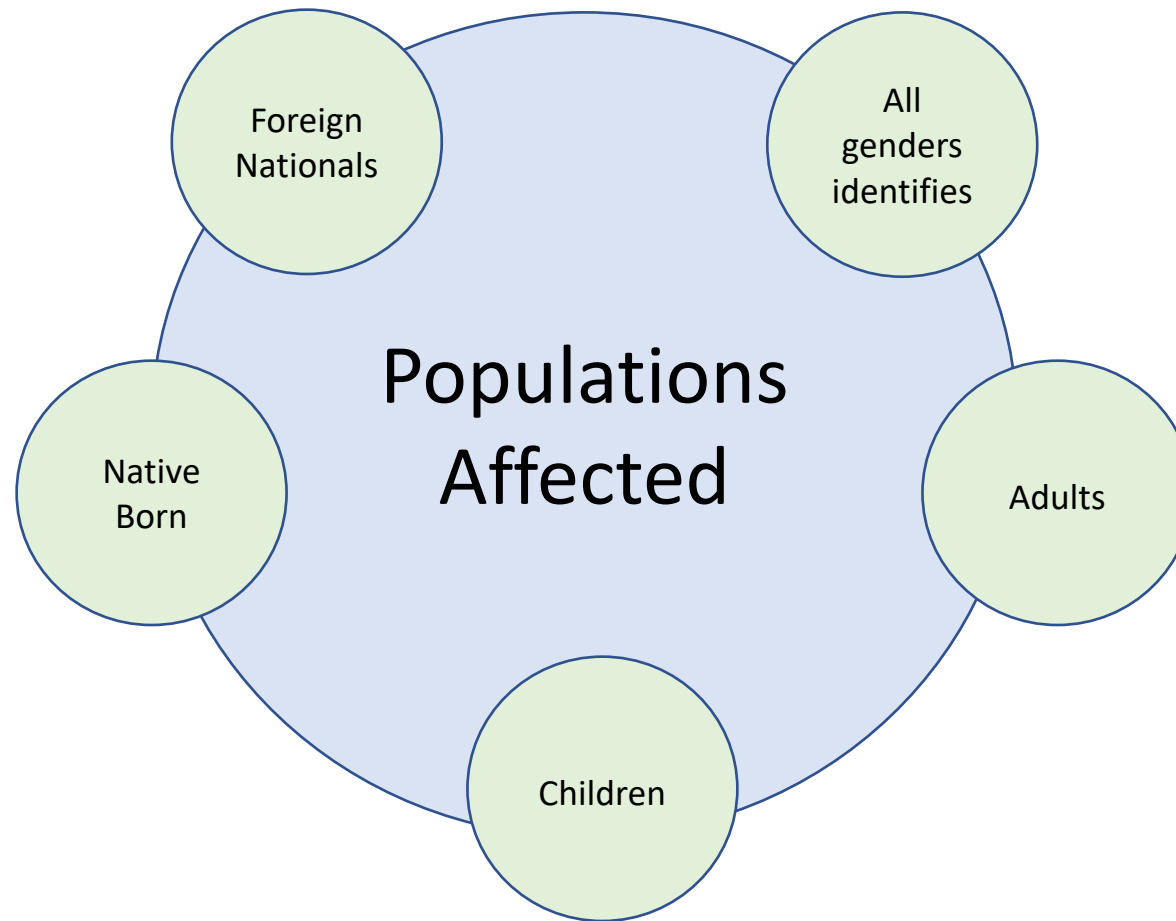 Foreign
Nationals
All
genders
identifies
Populations
Affected
Native
Born
Adults
Children